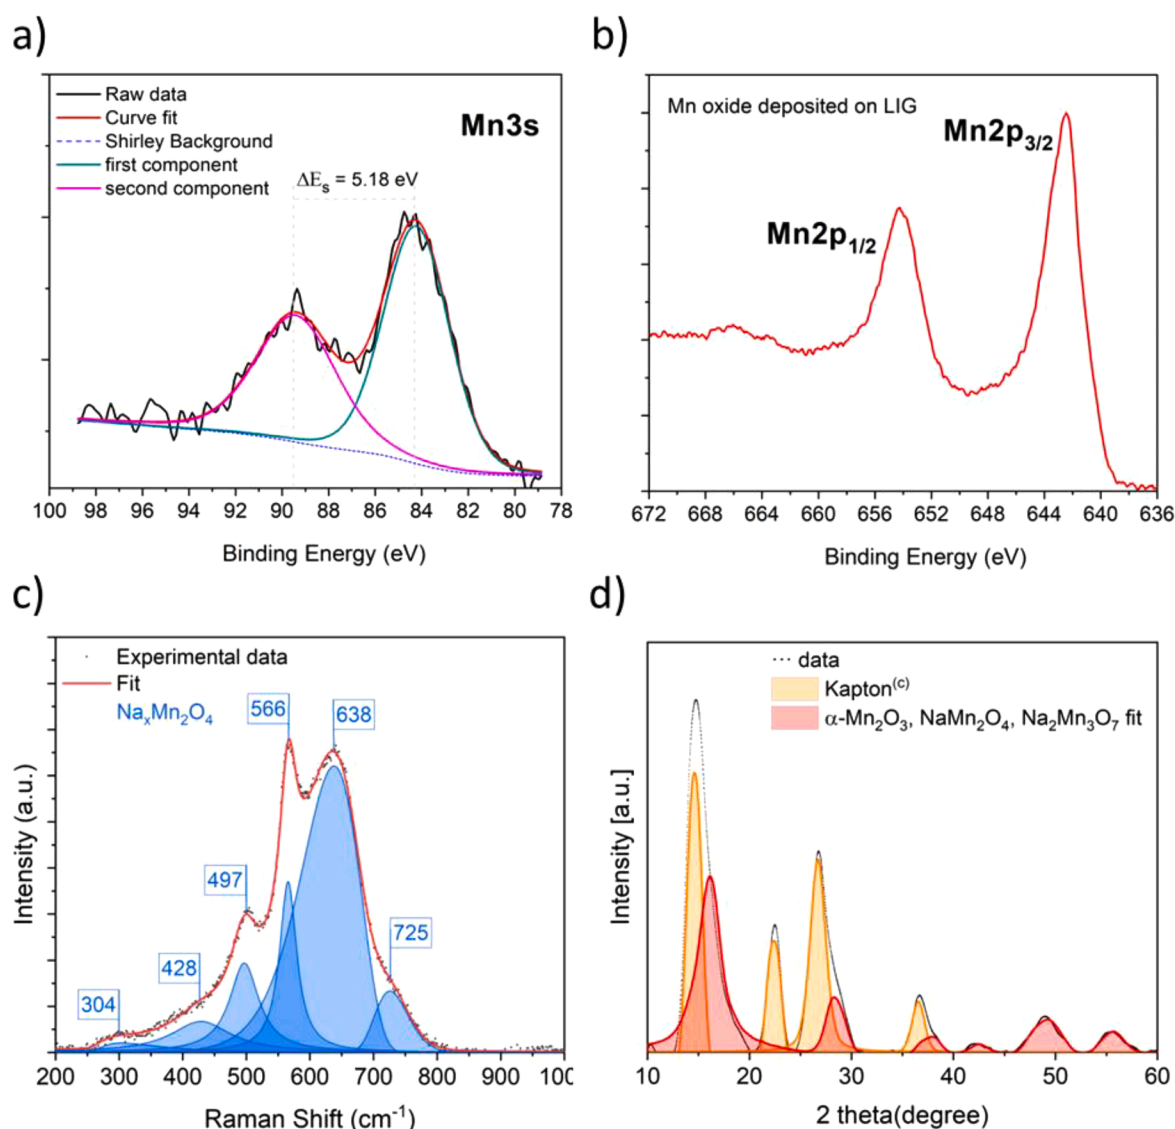 a)
Raw data
Curve fit
Shirley Background
first component
second component
Mn3s
ΔEs = 5.18 eV
100 98 96 94 92 90 88 86 84 82 80 78
Binding Energy (eV)
b)
Mn oxide deposited on LIG
Mn2p3/2
Mn2p1/2
672 668 664 660 656 652 648 644 640 636
Binding Energy (eV)
c)
Experimental data
Fit
NaxMn2O4
566
638
497
428
725
304
Intensity (a.u.)
200 300 400 500 600 700 800 900 1000
Raman Shift (cm-1)
d)
data
Kapton(c)
α-Mn2O3, NaMn2O4, Na2Mn3O7 fit
Intensity [a.u.]
10 20 30 40 50 60
2 theta(degree)